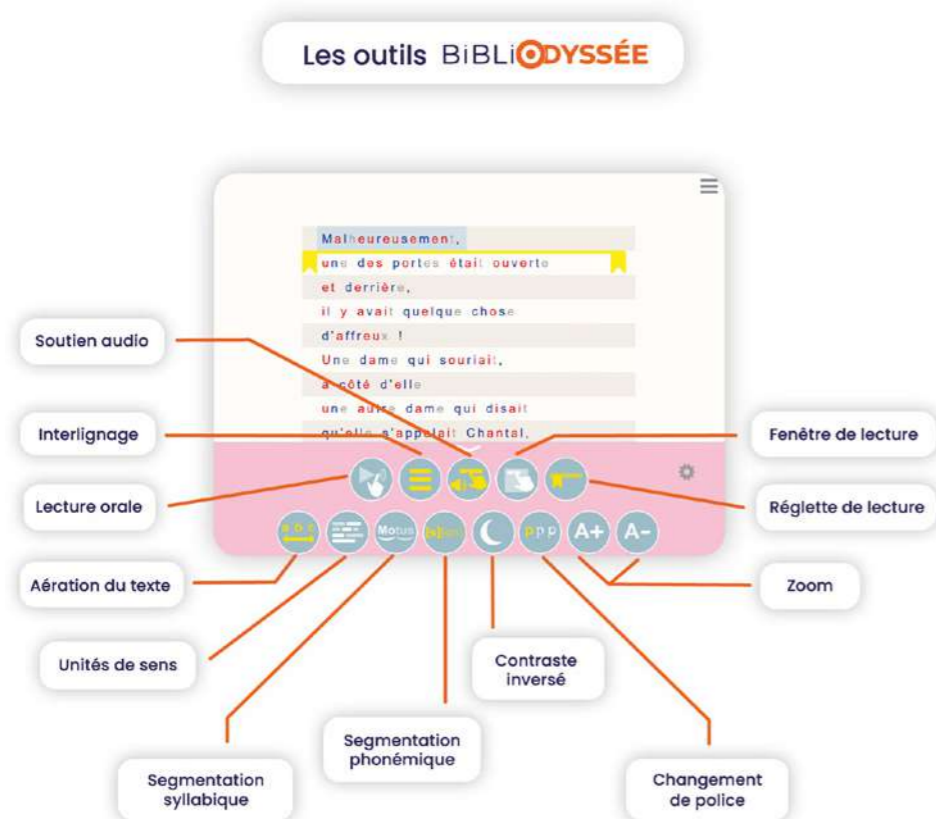 Les outils BiBLiODYSSÉE
Malheureusement,
une des portes était ouverte
et derrière,
il y avait quelque chose
d'affreux !
Une dame qui souriait,
à côté d'elle
une autre dame qui disait
qu'elle s'appelait Chantal,
Soutien audio
Interlignage
Lecture orale
Fenêtre de lecture
Réglette de lecture
Motus
ppp
A+
A-
Aération du texte
Unités de sens
Segmentation
syllabique
Segmentation
phonémique
Contraste
inversé
Changement
de police
Zoom